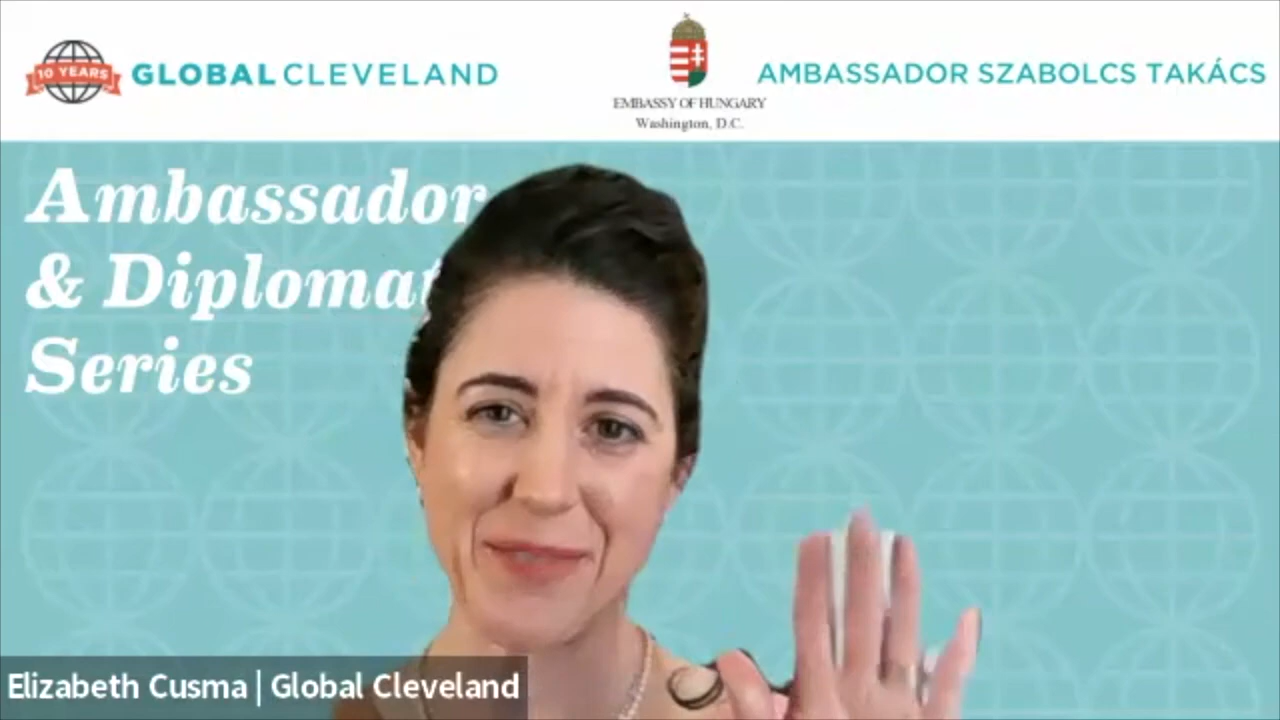 10 YEARS
GLOBAL CLEVELAND
EMBASSY OF HUNGARY
Washington, D.C.
AMBASSADOR SZABOLCS TAKÁCS
Ambassador
& Diplomat
Series
Elizabeth Cusma | Global Cleveland